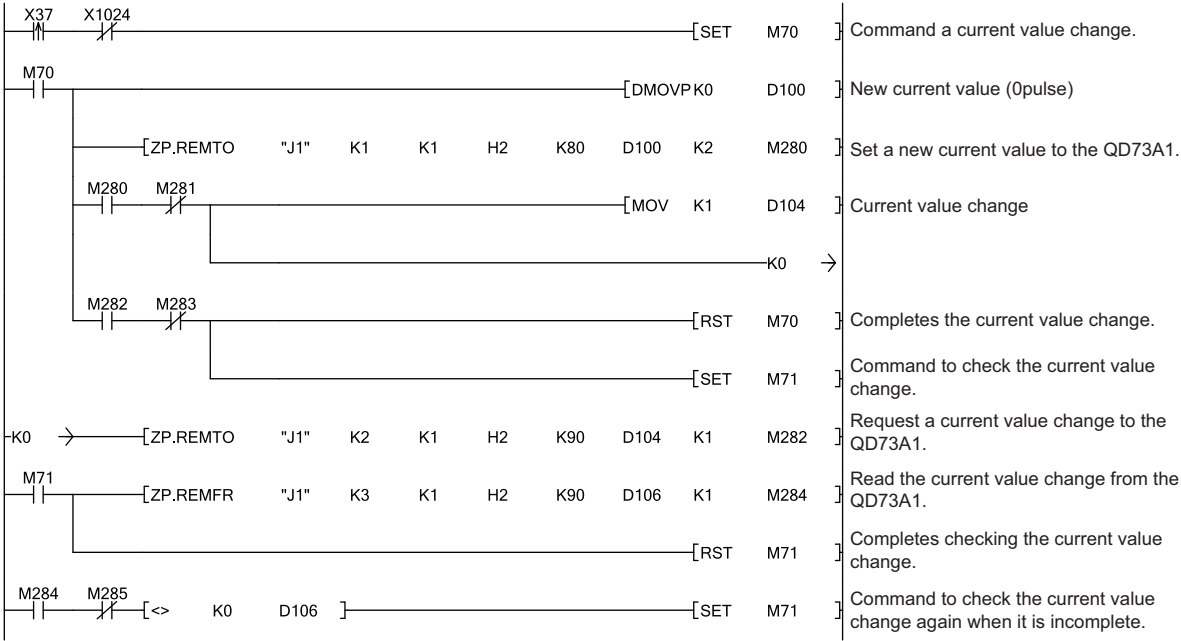 X37 X1024
SET M70 Command a current value change.
M70
DMOVP K0 D100 New current value (0pulse)
ZP.REMTO "J1" K1 K1 H2 K80 D100 K2 M280 Set a new current value to the QD73A1.
M280 M281
MOV K1 D104 Current value change
K0
M282 M283
RST M70 Completes the current value change.
SET M71 Command to check the current value
change.
K0 ZP.REMTO "J1" K2 K1 H2 K90 D104 K1 M282 Request a current value change to the
QD73A1.
M71
ZP.REMFR "J1" K3 K1 H2 K90 D106 K1 M284 Read the current value change from the
QD73A1.
RST M71 Completes checking the current value
change.
M284 M285
<> K0 D106 SET M71 Command to check the current value
change again when it is incomplete.